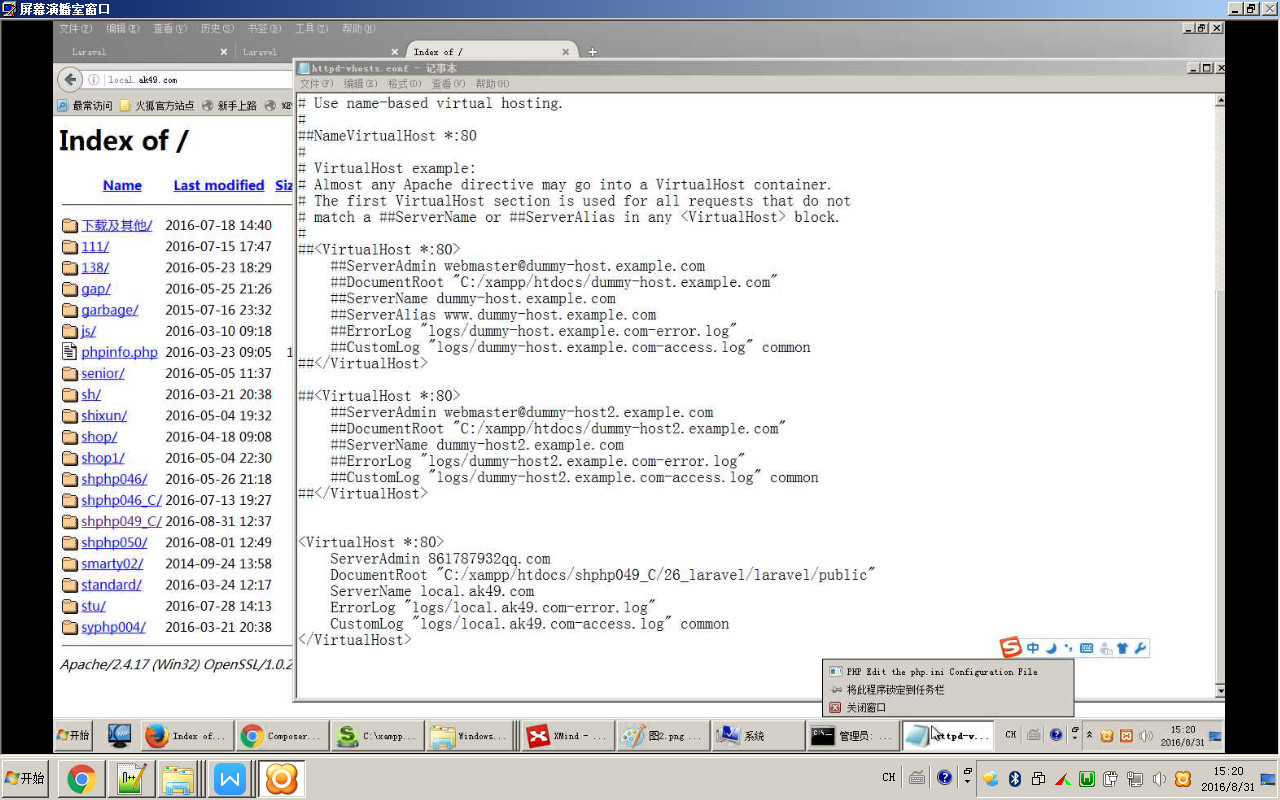 屏幕演播室窗口
文件(F) 编辑(E) 查看(V) 历史(S) 书签(B) 工具(T) 帮助(H)
Laravel
Laravel
Index of /
local.ak49.com
最常访问 火狐官方站点 新手上路
Index of /
Name Last modified Siz
下载及其他/ 2016-07-18 14:40
111/ 2016-07-15 17:47
138/ 2016-05-23 18:29
gap/ 2016-05-25 21:26
garbage/ 2015-07-16 23:32
js/ 2016-03-10 09:18
phpinfo.php 2016-03-23 09:05 1
senior/ 2016-05-05 11:37
sh/ 2016-03-21 20:38
shixun/ 2016-05-04 19:32
shop/ 2016-04-18 09:08
shop1/ 2016-05-04 22:30
shphp046/ 2016-05-26 21:18
shphp046_C/ 2016-07-13 19:27
shphp049_C/ 2016-08-31 12:37
shphp050/ 2016-08-01 12:49
smarty02/ 2014-09-24 13:58
standard/ 2016-03-24 12:17
stu/ 2016-07-28 14:13
syphp004/ 2016-03-21 20:38
Apache/2.4.17 (Win32) OpenSSL/1.0.2
httpd-vhosts.conf - 记事本
文件(F) 编辑(E) 格式(O) 查看(V) 帮助(H)
# Use name-based virtual hosting.
#
##NameVirtualHost *:80
#
# VirtualHost example:
# Almost any Apache directive may go into a VirtualHost container.
# The first VirtualHost section is used for all requests that do not
# match a ##ServerName or ##ServerAlias in any <VirtualHost> block.
#
##<VirtualHost *:80>
##ServerAdmin webmaster@dummy-host.example.com
##DocumentRoot "C:/xampp/htdocs/dummy-host.example.com"
##ServerName dummy-host.example.com
##ServerAlias www.dummy-host.example.com
##ErrorLog "logs/dummy-host.example.com-error.log"
##CustomLog "logs/dummy-host.example.com-access.log" common
##</VirtualHost>
##<VirtualHost *:80>
##ServerAdmin webmaster@dummy-host2.example.com
##DocumentRoot "C:/xampp/htdocs/dummy-host2.example.com"
##ServerName dummy-host2.example.com
##ErrorLog "logs/dummy-host2.example.com-error.log"
##CustomLog "logs/dummy-host2.example.com-access.log" common
##</VirtualHost>
<VirtualHost *:80>
ServerAdmin 861787932qq.com
DocumentRoot "C:/xampp/htdocs/shphp049_C/26_laravel/laravel/public"
ServerName local.ak49.com
ErrorLog "logs/local.ak49.com-error.log"
CustomLog "logs/local.ak49.com-access.log" common
</VirtualHost>
中
PHP Edit the php.ini Configuration File
将此程序锁定到任务栏
关闭窗口
开始 Index of... Composer... C:\xampp... Windows... XMind - ... 图2.png ... 系统 管理员: ... httpd-v... CH 15:20
2016/8/31
开始 CH 15:20
2016/8/31